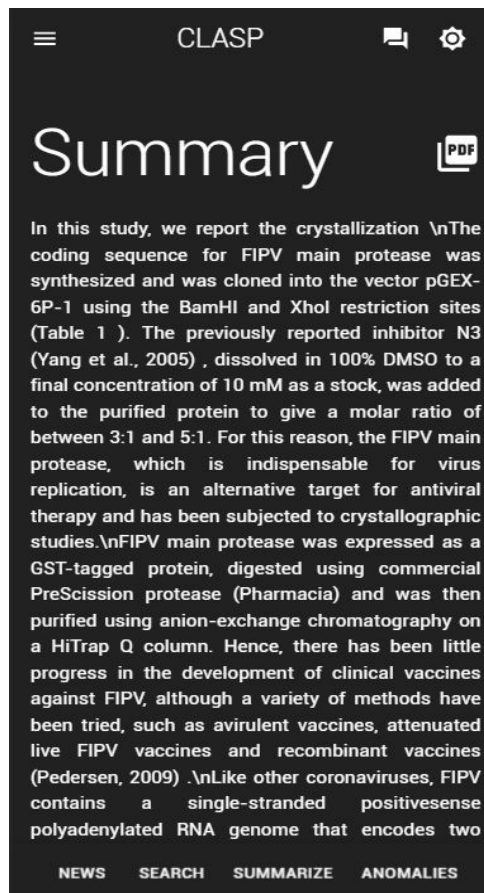 CLASP
Summary
PDF
In this study, we report the crystallization \nThe
coding sequence for FIPV main protease was
synthesized and was cloned into the vector pGEX-
6P-1 using the BamHI and XhoI restriction sites
(Table 1 ). The previously reported inhibitor N3
(Yang et al., 2005) , dissolved in 100% DMSO to a
final concentration of 10 mM as a stock, was added
to the purified protein to give a molar ratio of
between 3:1 and 5:1. For this reason, the FIPV main
protease, which is indispensable for virus
replication, is an alternative target for antiviral
therapy and has been subjected to crystallographic
studies.\nFIPV main protease was expressed as a
GST-tagged protein, digested using commercial
PreScission protease (Pharmacia) and was then
purified using anion-exchange chromatography on
a HiTrap Q column. Hence, there has been little
progress in the development of clinical vaccines
against FIPV, although a variety of methods have
been tried, such as avirulent vaccines, attenuated
live FIPV vaccines and recombinant vaccines
(Pedersen, 2009) .\nLike other coronaviruses, FIPV
contains a single-stranded positivesense
polyadenylated RNA genome that encodes two
NEWS SEARCH SUMMARIZE ANOMALIES